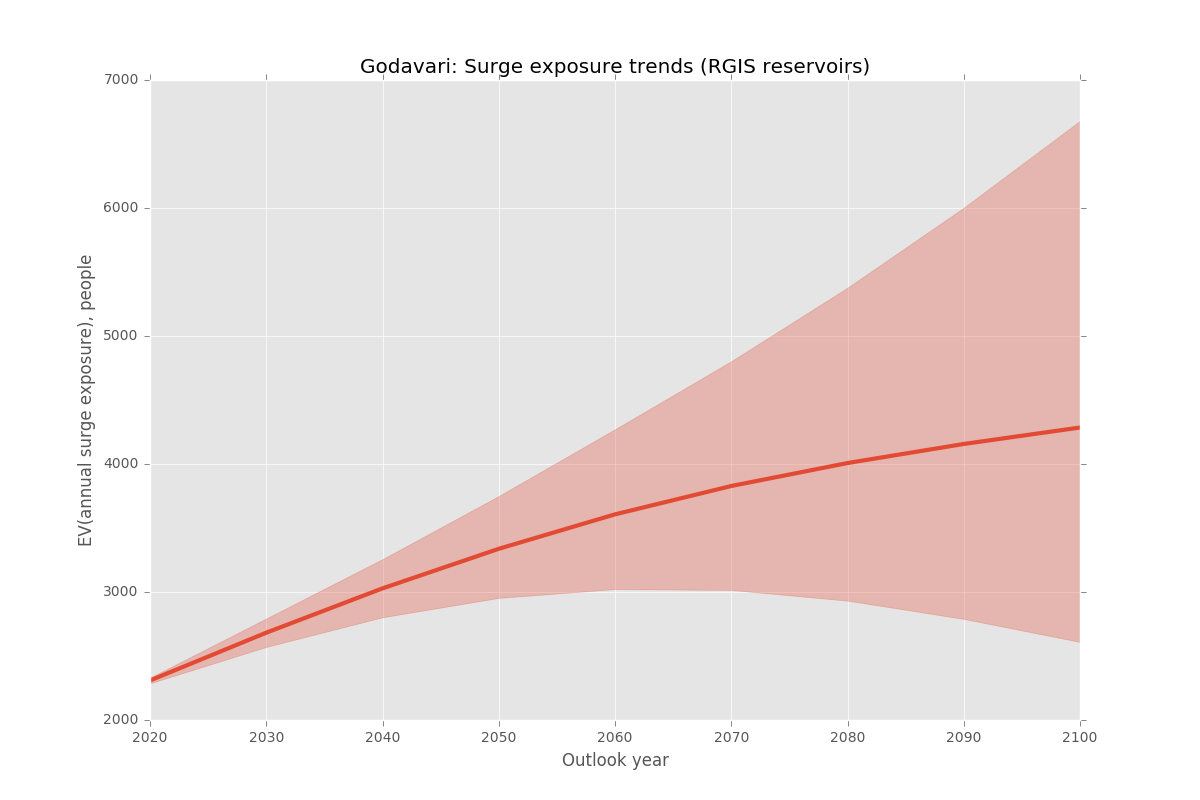 Godavari: Surge exposure trends (RGIS reservoirs)
7000
6000
5000
4000
3000
2000
EV(annual surge exposure), people
2020 2030 2040 2050 2060 2070 2080 2090 2100
Outlook year